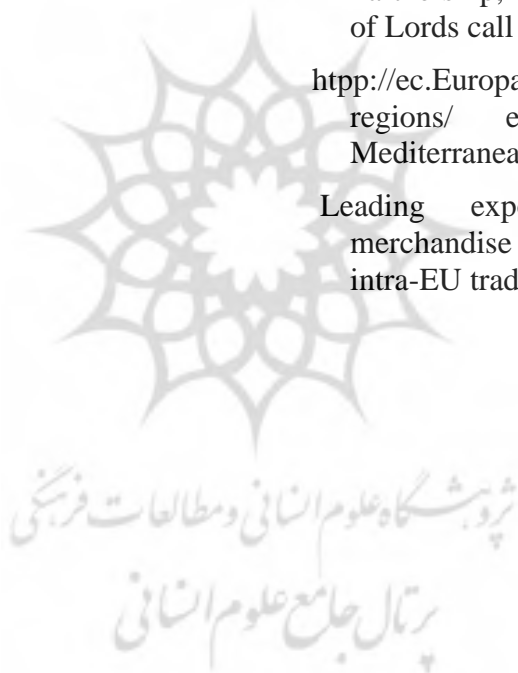 of Lords call
htpp://ec.Europa
regions/ e
Mediterranea
Leading expo
merchandise
intra-EU trad
پژوهشگاه علوم انسانی و مطالعات فرهنگی
پرتال جامع علوم انسانی